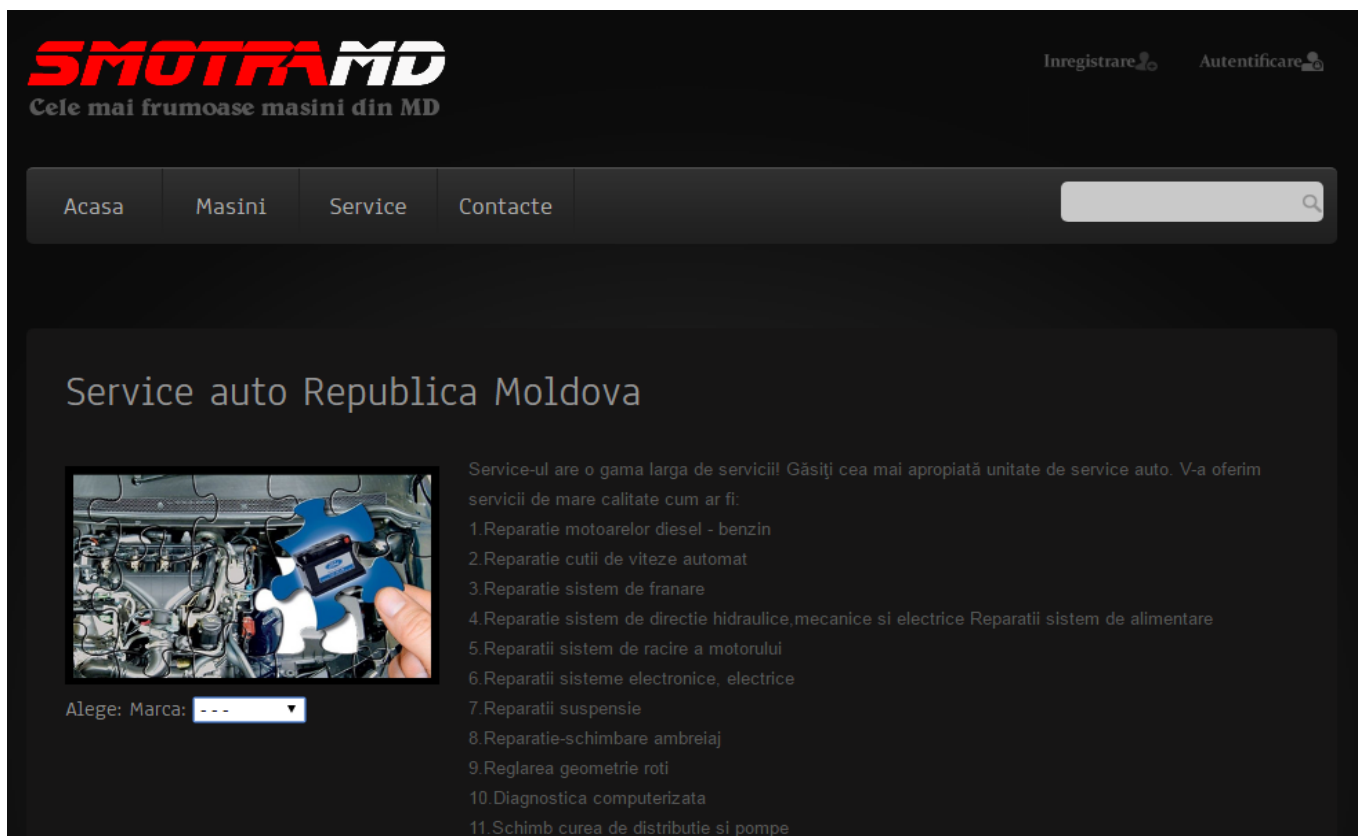 SMOTRAMD
Cele mai frumoase masini din MD
Inregistrare
Autentificare
Acasa
Masini
Service
Contacte
Service auto Republica Moldova
Service-ul are o gama larga de servicii! Găsiți cea mai apropiată unitate de service auto. V-a oferim
servicii de mare calitate cum ar fi:
1.Reparatie motoarelor diesel - benzin
2.Reparatie cutii de viteze automat
3.Reparatie sistem de franare
4.Reparatie sistem de directie hidraulice,mecanice si electrice Reparatii sistem de alimentare
5.Reparatii sistem de racire a motorului
6.Reparatii sisteme electronice, electrice
7.Reparatii suspensie
8.Reparatie-schimbare ambreiaj
9.Reglarea geometrie roti
10.Diagnostica computerizata
11.Schimb curea de distributie si pompe
Ford
Alege: Marca: - - -